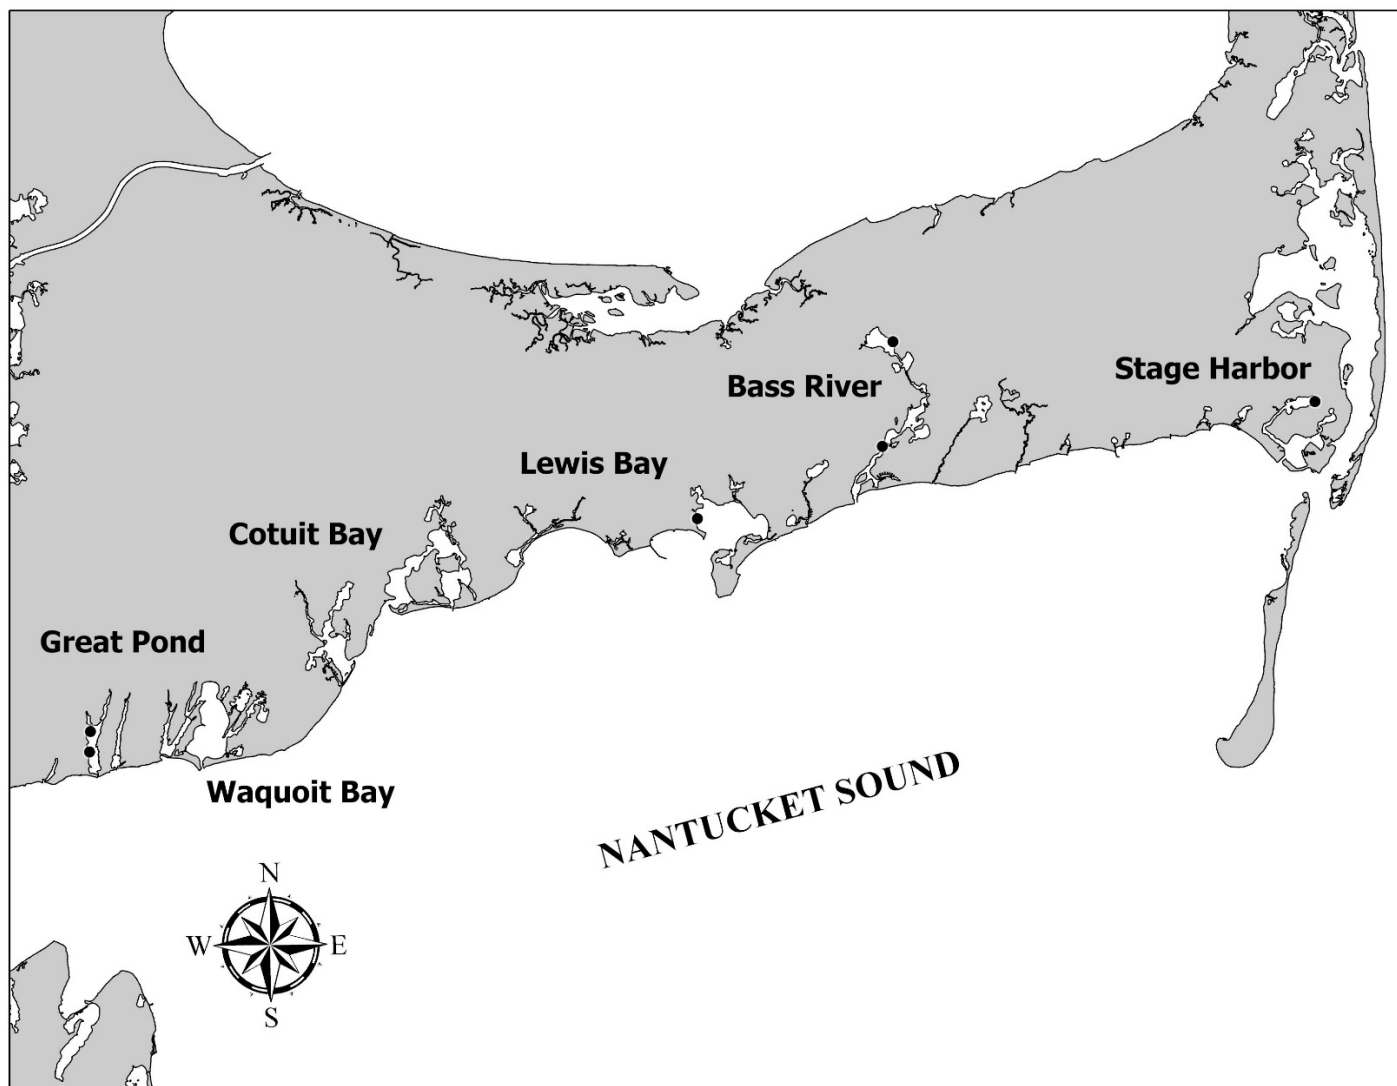 Stage Harbor
Bass River
Lewis Bay
Cotuit Bay
Great Pond
Waquoit Bay
NANTUCKET SOUND
N
W E
S